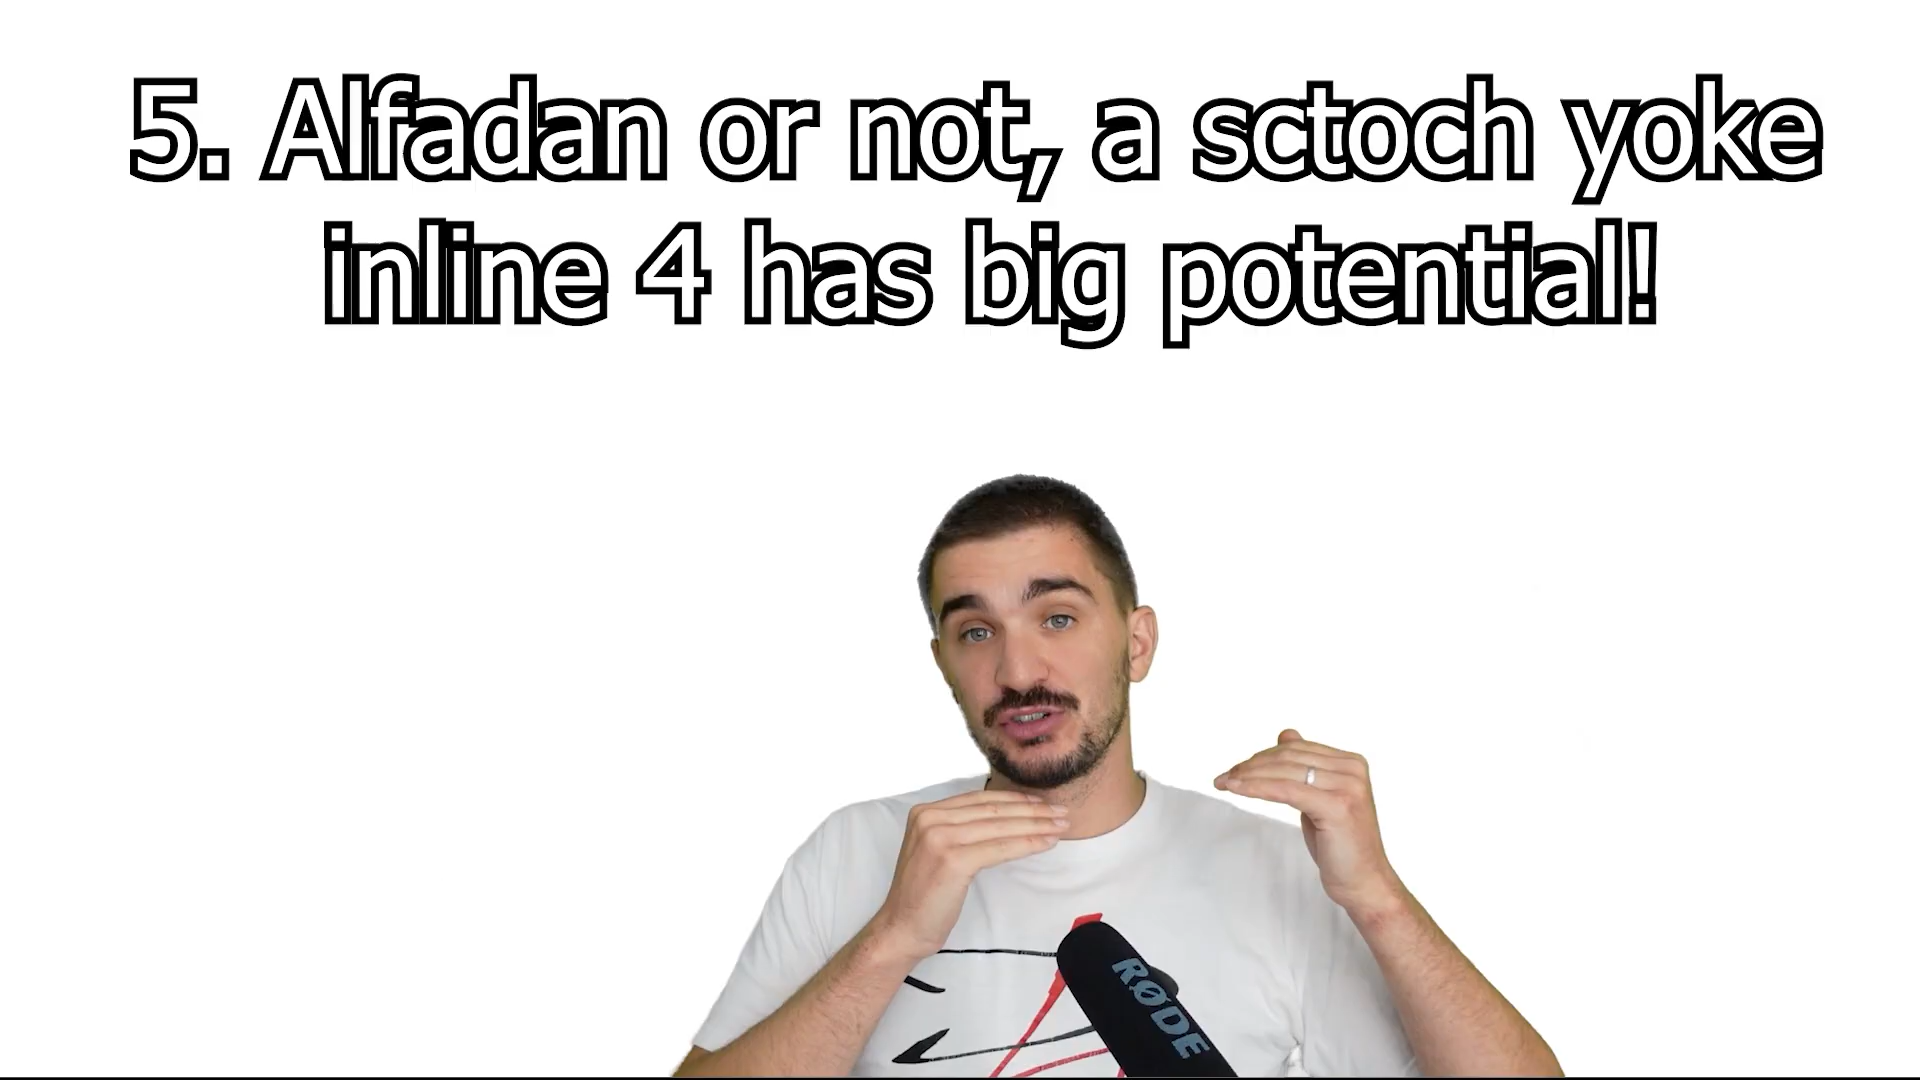 5. Alfadan or not, a sctoch yoke
inline 4 has big potential!
RØDE